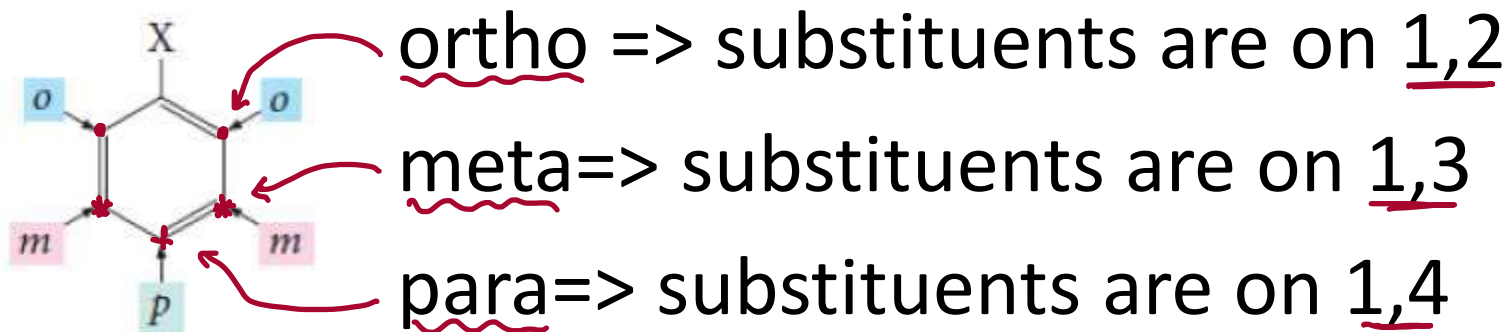 X
ortho => substituents are on 1,2
o
o
meta=> substituents are on 1,3
m
m
para=> substituents are on 1,4
p